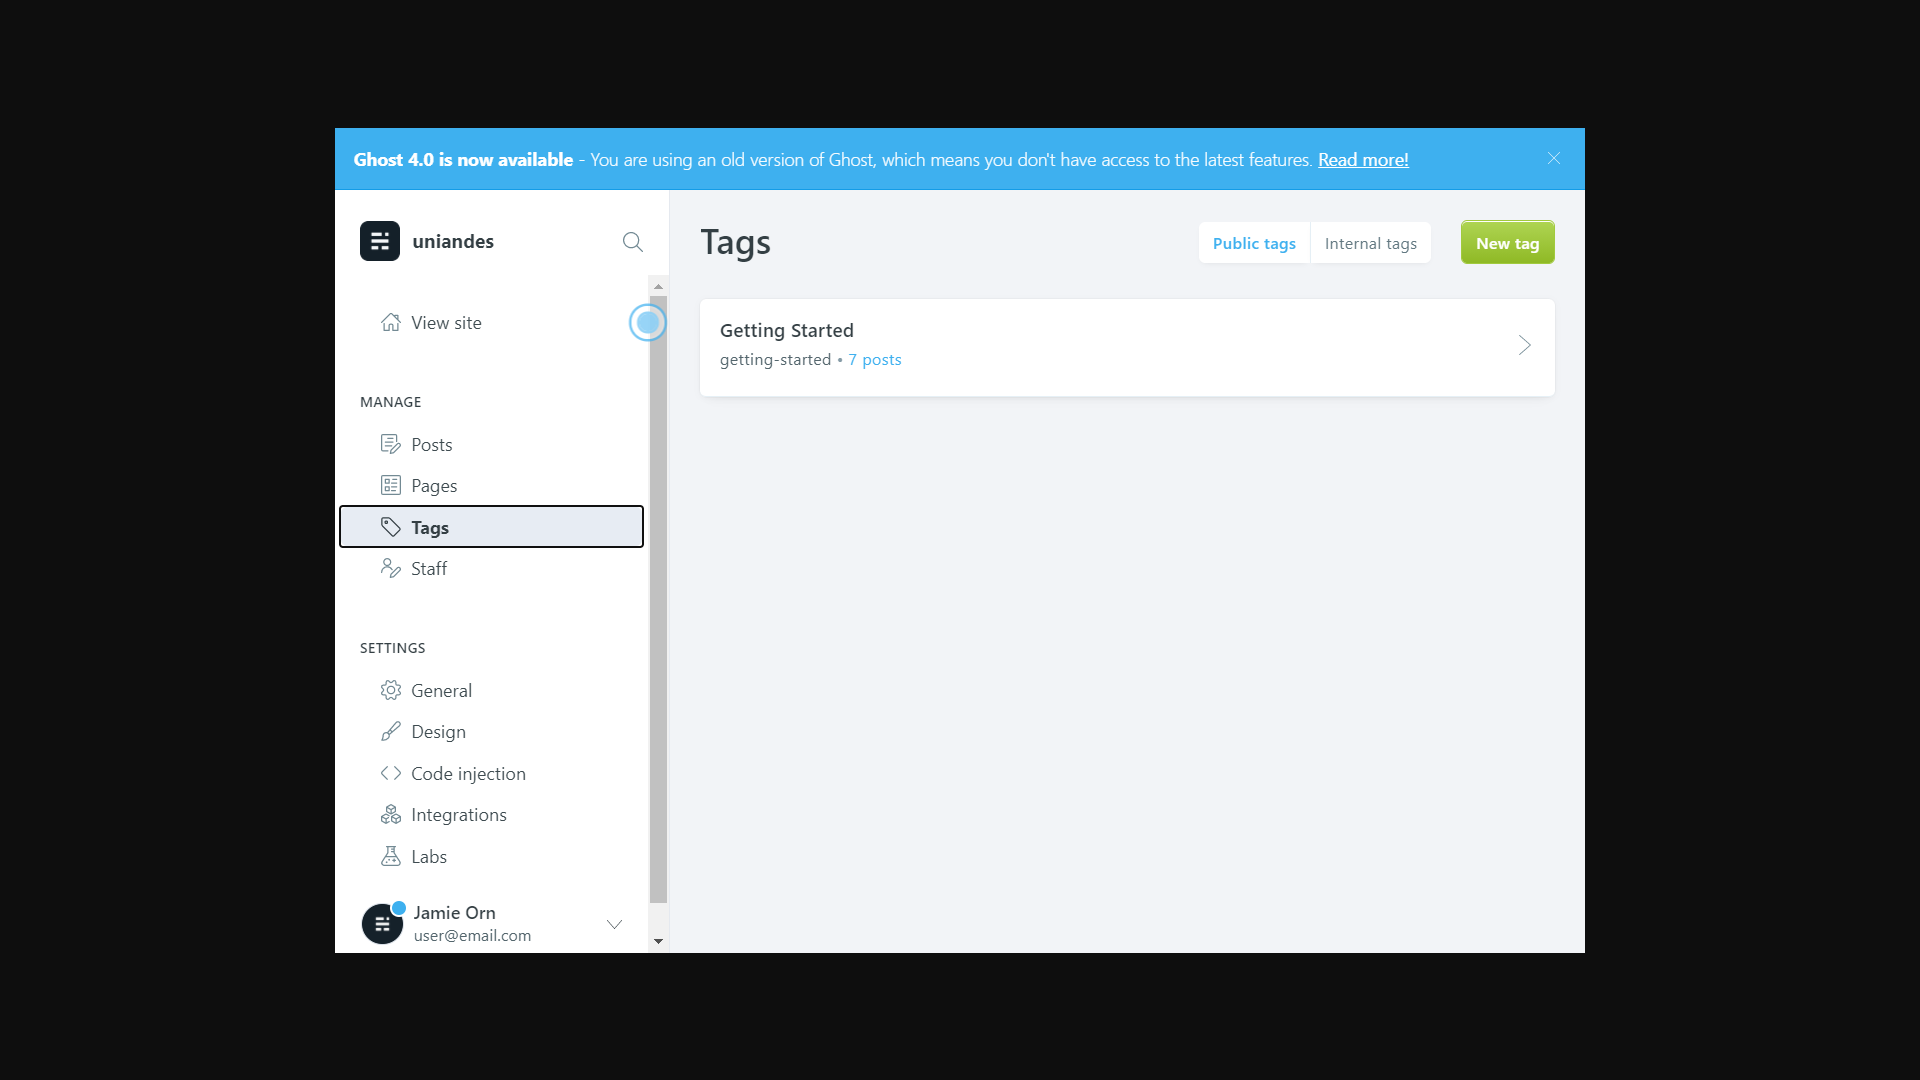 Ghost 4.0 is now available - You are using an old version of Ghost, which means you don't have access to the latest features. Read more!
uniandes
View site
MANAGE
Posts
Pages
Tags
Staff
SETTINGS
General
Design
Code injection
Integrations
Labs
Jamie Orn
user@email.com
Tags
Public tags
Internal tags
New tag
Getting Started
getting-started • 7 posts